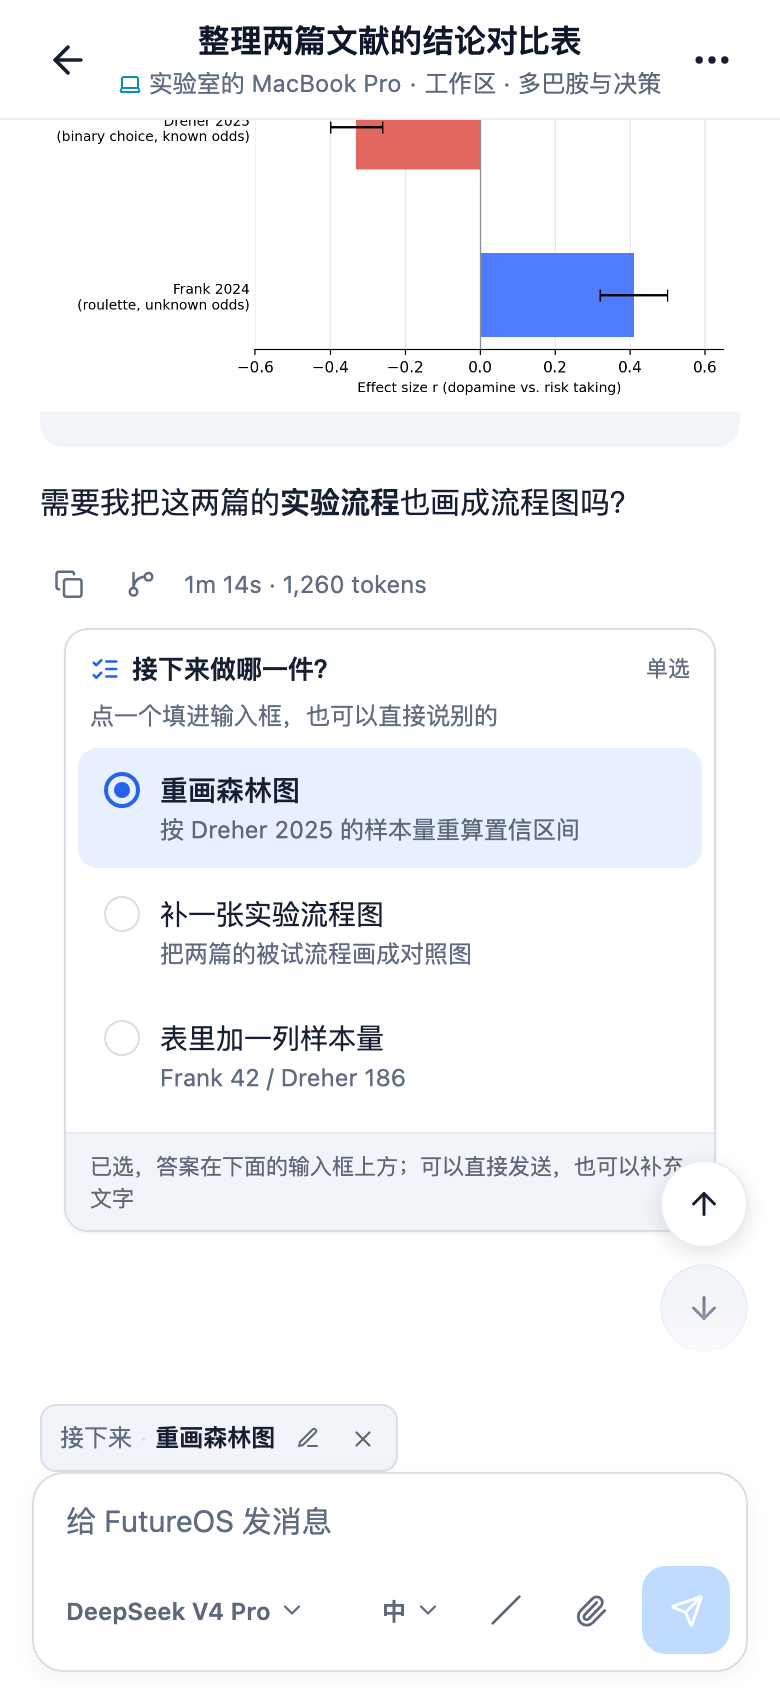 整理两篇文献的结论对比表
实验室的 MacBook Pro · 工作区 · 多巴胺与决策
Dreher 2025
(binary choice, known odds)
Frank 2024
(roulette, unknown odds)
−0.6 −0.4 −0.2 0.0 0.2 0.4 0.6
Effect size r (dopamine vs. risk taking)
需要我把这两篇的实验流程也画成流程图吗?
1m 14s · 1,260 tokens
接下来做哪一件?
单选
点一个填进输入框，也可以直接说别的
重画森林图
按 Dreher 2025 的样本量重算置信区间
补一张实验流程图
把两篇的被试流程画成对照图
表里加一列样本量
Frank 42 / Dreher 186
已选，答案在下面的输入框上方；可以直接发送，也可以补充
文字
接下来 · 重画森林图
给 FutureOS 发消息
DeepSeek V4 Pro
中